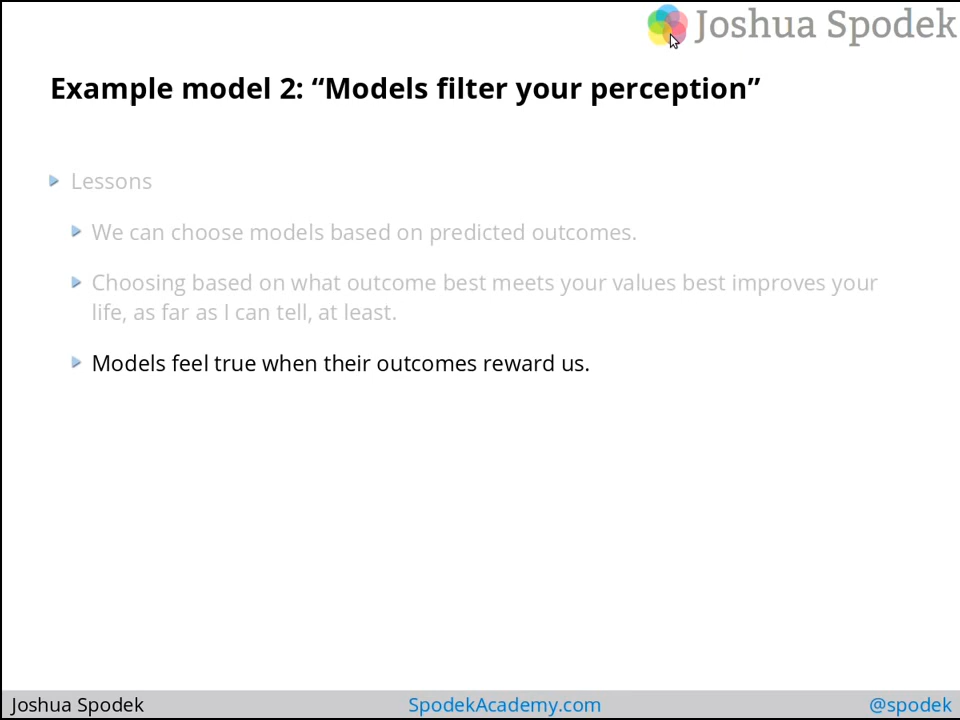 Joshua Spodek
Example model 2: “Models filter your perception”
Lessons
We can choose models based on predicted outcomes.
Choosing based on what outcome best meets your values best improves your
life, as far as I can tell, at least.
Models feel true when their outcomes reward us.
Joshua Spodek SpodekAcademy.com @spodek